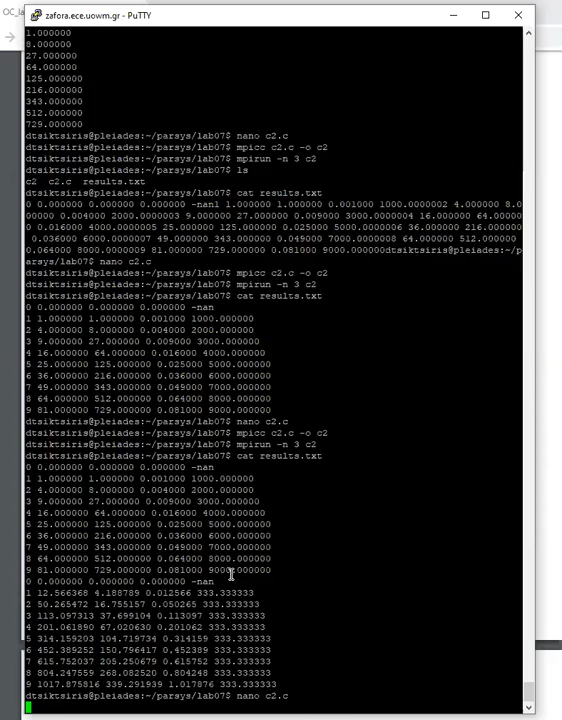 OC_la
zafora.ece.uowm.gr - PuTTY
1.000000
8.000000
27.000000
64.000000
125.000000
216.000000
343.000000
512.000000
729.000000
dtsiktsiris@pleiades:~/parsys/lab07$ nano c2.c
dtsiktsiris@pleiades:~/parsys/lab07$ mpicc c2.c -o c2
dtsiktsiris@pleiades:~/parsys/lab07$ mpirun -n 3 c2
dtsiktsiris@pleiades:~/parsys/lab07$ ls
c2  c2.c  results.txt
dtsiktsiris@pleiades:~/parsys/lab07$ cat results.txt
0 0.000000 0.000000 0.000000 -nan1 1.000000 1.000000 0.001000 1000.0000002 4.000000 8.0
00000 0.004000 2000.0000003 9.000000 27.000000 0.009000 3000.0000004 16.000000 64.00000
0 0.016000 4000.0000005 25.000000 125.000000 0.025000 5000.0000006 36.000000 216.000000
 0.036000 6000.0000007 49.000000 343.000000 0.049000 7000.0000008 64.000000 512.000000
0.064000 8000.0000009 81.000000 729.000000 0.081000 9000.000000dtsiktsiris@pleiades:~/p
arsys/lab07$ nano c2.c
dtsiktsiris@pleiades:~/parsys/lab07$ mpicc c2.c -o c2
dtsiktsiris@pleiades:~/parsys/lab07$ mpirun -n 3 c2
dtsiktsiris@pleiades:~/parsys/lab07$ cat results.txt
0 0.000000 0.000000 0.000000 -nan
1 1.000000 1.000000 0.001000 1000.000000
2 4.000000 8.000000 0.004000 2000.000000
3 9.000000 27.000000 0.009000 3000.000000
4 16.000000 64.000000 0.016000 4000.000000
5 25.000000 125.000000 0.025000 5000.000000
6 36.000000 216.000000 0.036000 6000.000000
7 49.000000 343.000000 0.049000 7000.000000
8 64.000000 512.000000 0.064000 8000.000000
9 81.000000 729.000000 0.081000 9000.000000
dtsiktsiris@pleiades:~/parsys/lab07$ nano c2.c
dtsiktsiris@pleiades:~/parsys/lab07$ mpicc c2.c -o c2
dtsiktsiris@pleiades:~/parsys/lab07$ mpirun -n 3 c2
dtsiktsiris@pleiades:~/parsys/lab07$ cat results.txt
0 0.000000 0.000000 0.000000 -nan
1 1.000000 1.000000 0.001000 1000.000000
2 4.000000 8.000000 0.004000 2000.000000
3 9.000000 27.000000 0.009000 3000.000000
4 16.000000 64.000000 0.016000 4000.000000
5 25.000000 125.000000 0.025000 5000.000000
6 36.000000 216.000000 0.036000 6000.000000
7 49.000000 343.000000 0.049000 7000.000000
8 64.000000 512.000000 0.064000 8000.000000
9 81.000000 729.000000 0.081000 9000.000000
0 0.000000 0.000000 0.000000 -nan
1 12.566368 4.188789 0.012566 333.333333
2 50.265472 16.755157 0.050265 333.333333
3 113.097313 37.699104 0.113097 333.333333
4 201.061890 67.020630 0.201062 333.333333
5 314.159203 104.719734 0.314159 333.333333
6 452.389252 150.796417 0.452389 333.333333
7 615.752037 205.250679 0.615752 333.333333
8 804.247559 268.082520 0.804248 333.333333
9 1017.875816 339.291939 1.017876 333.333333
dtsiktsiris@pleiades:~/parsys/lab07$ nano c2.c